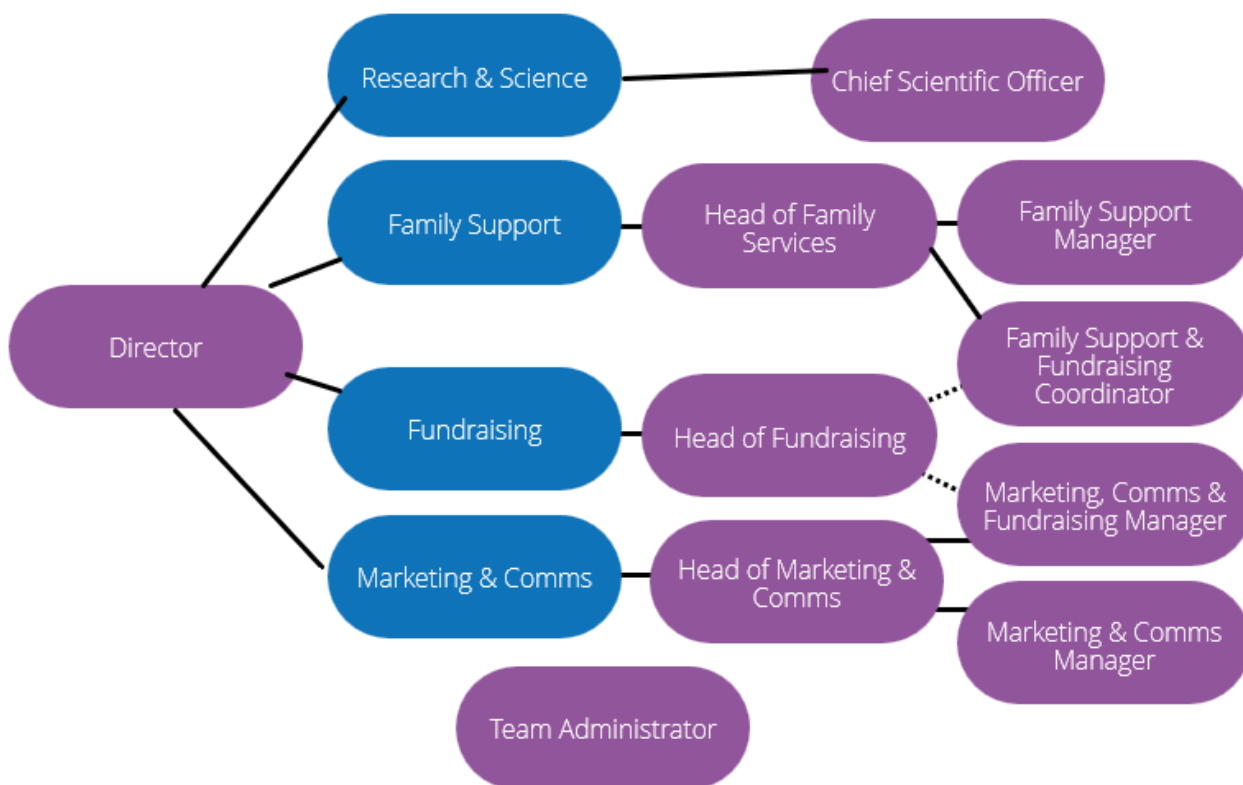 Research & Science
Chief Scientific Officer
Family Support
Head of Family
Services
Family Support
Manager
Director
Family Support &
Fundraising
Coordinator
Fundraising
Head of Fundraising
Marketing, Comms &
Fundraising Manager
Marketing & Comms
Head of Marketing &
Comms
Marketing & Comms
Manager
Team Administrator